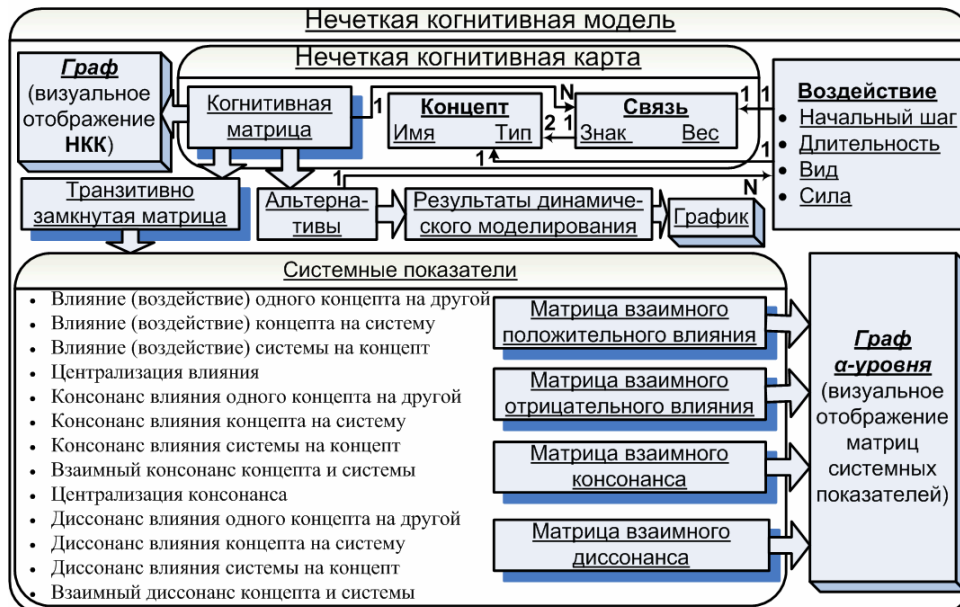 Нечеткая когнитивная модель
Нечеткая когнитивная карта
Граф
(визуальное
отображение
НКК)
Когнитивная
матрица
1
N
Концепт
Имя Тип
2
1
Связь
Знак Вес
1
1
1
1
Воздействие
• Начальный шаг
• Длительность
• Вид
• Сила
Транзитивно
замкнутая матрица
Альтерна-
тивы
1
N
Результаты динамиче-
ского моделирования
График
Системные показатели
• Влияние (воздействие) одного концепта на другой
• Влияние (воздействие) концепта на систему
• Влияние (воздействие) системы на концепт
• Централизация влияния
• Консонанс влияния одного концепта на другой
• Консонанс влияния концепта на систему
• Консонанс влияния системы на концепт
• Взаимный консонанс концепта и системы
• Централизация консонанса
• Диссонанс влияния одного концепта на другой
• Диссонанс влияния концепта на систему
• Диссонанс влияния системы на концепт
• Взаимный диссонанс концепта и системы
Матрица взаимного
положительного влияния
Матрица взаимного
отрицательного влияния
Матрица взаимного
консонанса
Матрица взаимного
диссонанса
Граф
α-уровня
(визуальное
отображение
матриц
системных
показателей)